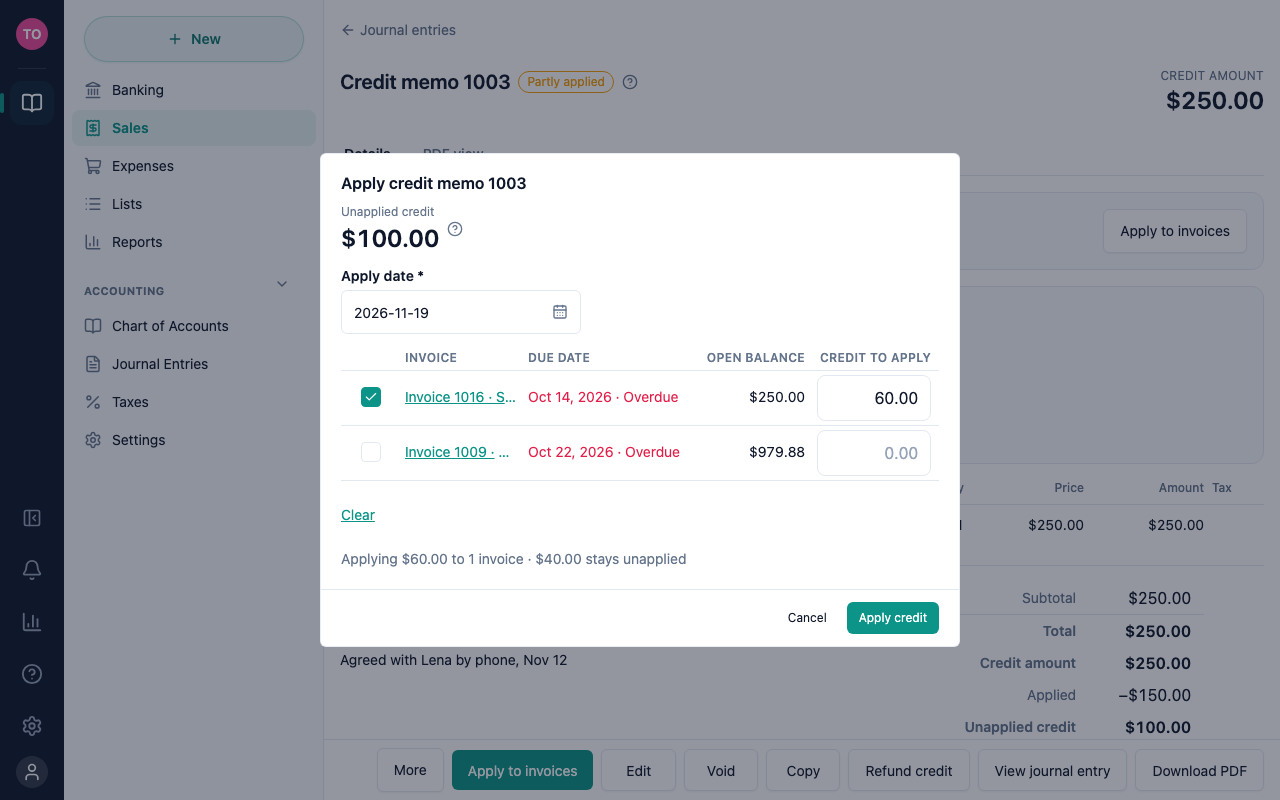 TO
New
Banking
Sales
Expenses
Lists
Reports
ACCOUNTING
Chart of Accounts
Journal Entries
Taxes
Settings
Journal entries
Credit memo 1003
Partly applied
CREDIT AMOUNT
$250.00
Details
PDF view
Apply to invoices
Apply credit memo 1003
Unapplied credit
$100.00
Apply date *
2026-11-19
INVOICE DUE DATE OPEN BALANCE CREDIT TO APPLY
Invoice 1016 · S... Oct 14, 2026 · Overdue $250.00 60.00
Invoice 1009 · ... Oct 22, 2026 · Overdue $979.88 0.00
Clear
Applying $60.00 to 1 invoice · $40.00 stays unapplied
Cancel Apply credit
Price Amount Tax
$250.00 $250.00
Subtotal $250.00
Total $250.00
Credit amount $250.00
Applied –$150.00
Unapplied credit $100.00
Agreed with Lena by phone, Nov 12
More Apply to invoices Edit Void Copy Refund credit View journal entry Download PDF